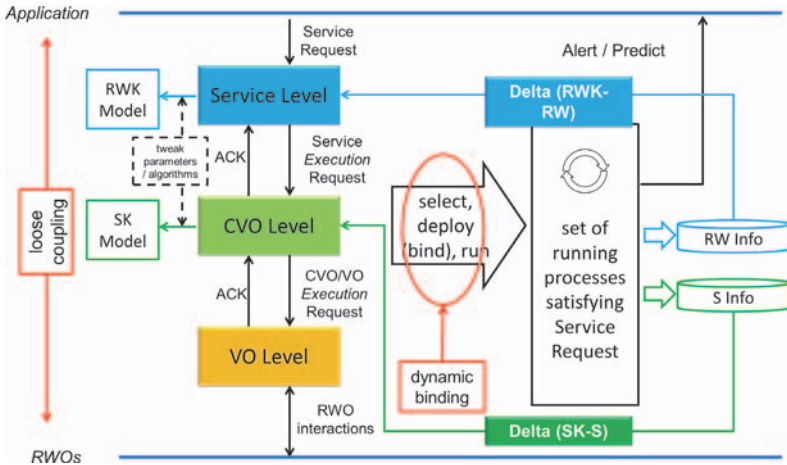 Application
Service
Request
Alert / Predict
RWK
Model
Service Level
Delta (RWK-
RW)
tweak
parameters
/ algorithms
ACK
Service
Execution
Request
select,
deploy
(bind), run
loose
coupling
SK
Model
CVO Level
set of
running
processes
satisfying
Service
Request
RW Info
S Info
ACK
CVO/VO
Execution
Request
VO Level
dynamic
binding
RWO
interactions
Delta (SK-S)
RWOs